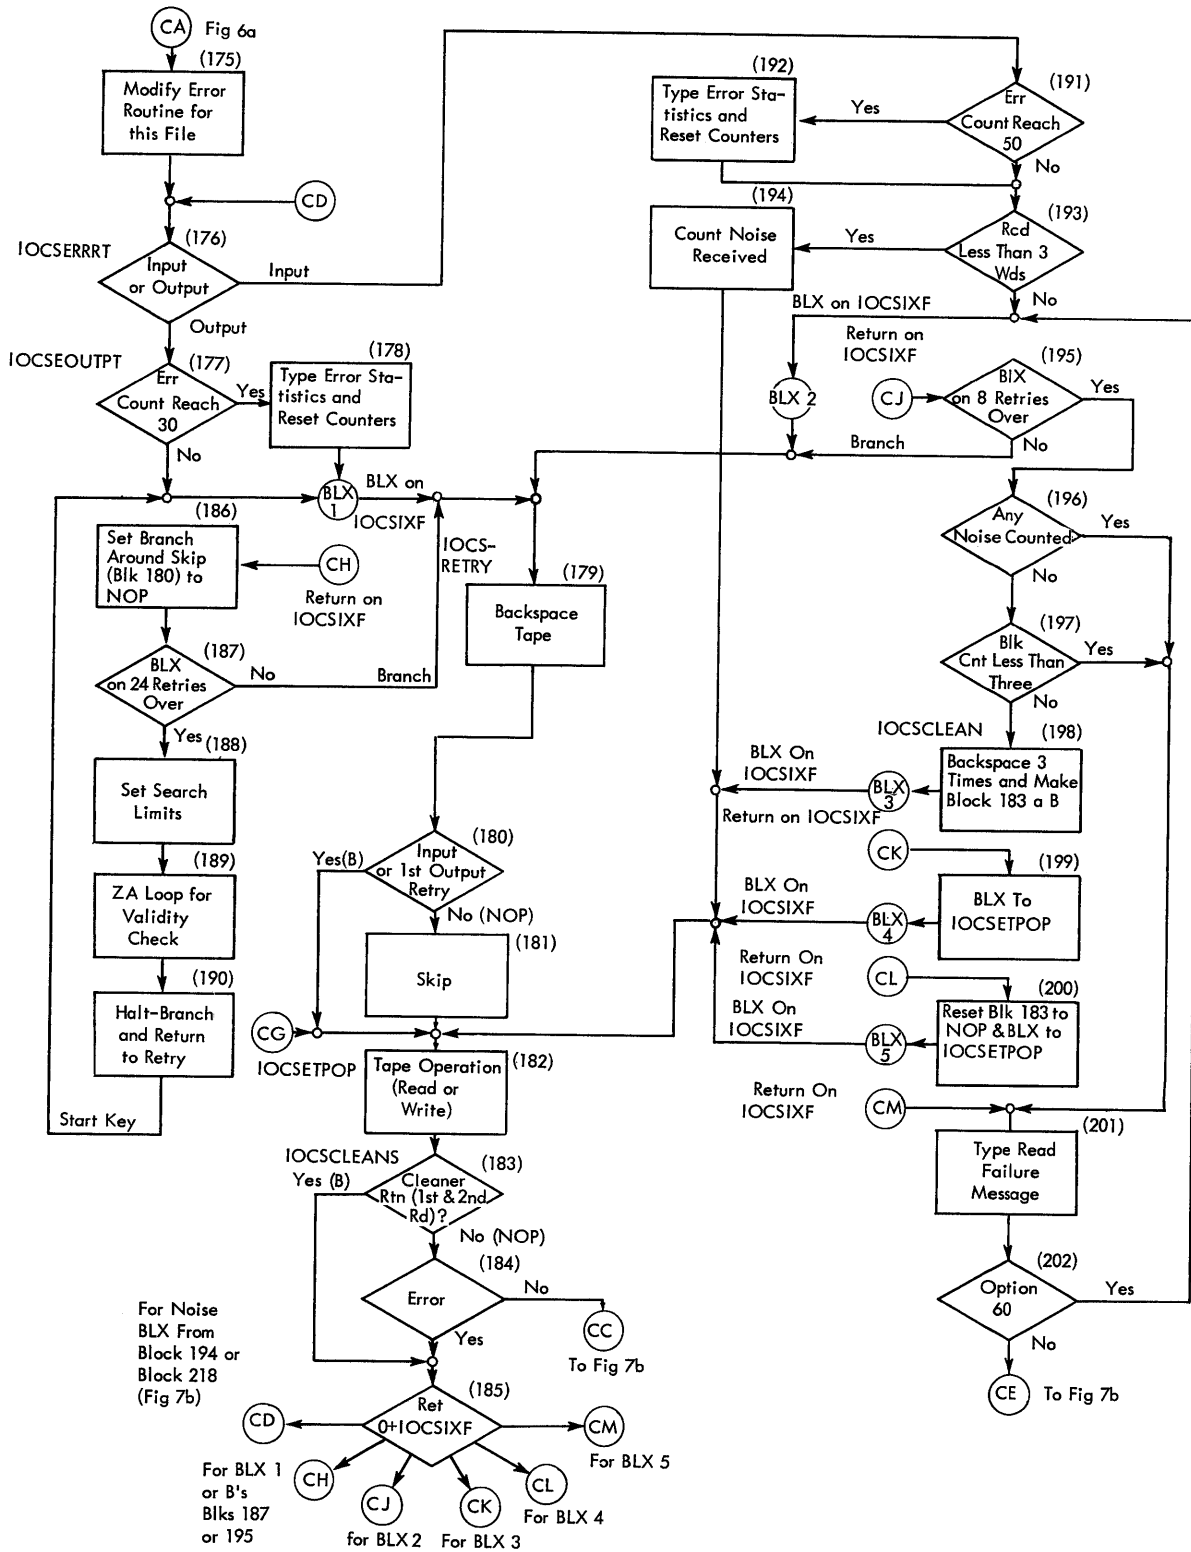 CA
Fig 6a
(175)
Modify Error
Routine for
this File
CD
IOCSERRRT
(176)
Input
or Output
Input
Output
IOCSEOUTPT
(177)
Err
Count Reach
30
Yes
No
(178)
Type Error Sta-
tistics and
Reset Counters
BLX
1
BLX on
IOCSIXF
(186)
Set Branch
Around Skip
(Blk 180) to
NOP
CH
Return on
IOCSIXF
IOCS-
RETRY
(179)
Backspace
Tape
(187)
BLX
on 24 Retries
Over
No
Branch
Yes
(188)
Set Search
Limits
(189)
ZA Loop for
Validity
Check
(190)
Halt-Branch
and Return
to Retry
Start Key
(180)
Input
or 1st Output
Retry
Yes(B)
No (NOP)
(181)
Skip
CG
IOCSETPOP
(182)
Tape Operation
(Read or
Write)
IOCSCLEANS
(183)
Yes (B)
Cleaner
Rtn (1st & 2nd
Rd)?
No (NOP)
(184)
Error
No
Yes
CC
To Fig 7b
For Noise
BLX From
Block 194 or
Block 218
(Fig 7b)
(185)
Ret
0+IOCSIXF
CD
CM
For BLX 5
For BLX 1
or B's
Blks 187
or 195
CH
CJ
for BLX 2
CK
For BLX 3
CL
For BLX 4
(191)
Err
Count Reach
50
Yes
No
(192)
Type Error Sta-
tistics and
Reset Counters
(193)
Rcd
Less Than 3
Wds
Yes
No
(194)
Count Noise
Received
BLX on IOCSIXF
Return on
IOCSIXF
BLX 2
CJ
(195)
BIX
on 8 Retries
Over
Yes
No
Branch
(196)
Any
Noise Counted
Yes
No
(197)
Blk
Cnt Less Than
Three
Yes
No
IOCSCLEAN
(198)
Backspace 3
Times and Make
Block 183 a B
BLX On
IOCSIXF
BLX
3
Return on IOCSIXF
CK
(199)
BLX To
IOCSETPOP
BLX On
IOCSIXF
BLX
4
Return On
IOCSIXF
CL
(200)
Reset Blk 183 to
NOP & BLX to
IOCSETPOP
BLX On
IOCSIXF
BLX
5
Return On
IOCSIXF
CM
(201)
Type Read
Failure
Message
(202)
Option
60
Yes
No
CE
To Fig 7b